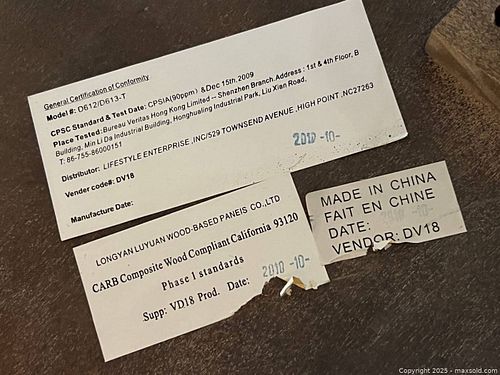 General Certification of Conformity
Model #: D612/D613-T
CPSC Standard & Test Date: CPSIA(90ppm) &Dec 15th.2009
Place Tested:Bureau Veritas Hong Kong Limited -- Shenzhen Branch.Address: 1st & 4th Floor, B
Building, Min Li Da Industrial Building, Honghualing Industrial Park, Liu Xian Road.
T: 86-755-86000151
Distributor: LIFESTYLE ENTERPRISE ,INC/529 TOWNSEND AVENUE ,HIGH POINT ,NC27263
Vender code#: DV18
2010 -10-
Manufacture Date:
LONGYAN LUYUAN WOOD-BASED PANEIS CO.,LTD
CARB Composite Wood Compliant California 93120
Phase 1 standards
Supp: VD18 Prod. Date: 2010 -10-
MADE IN CHINA
FAIT EN CHINE
DATE: 2010 -10-
VENDOR: DV18
Copyright 2025 - maxsold.com